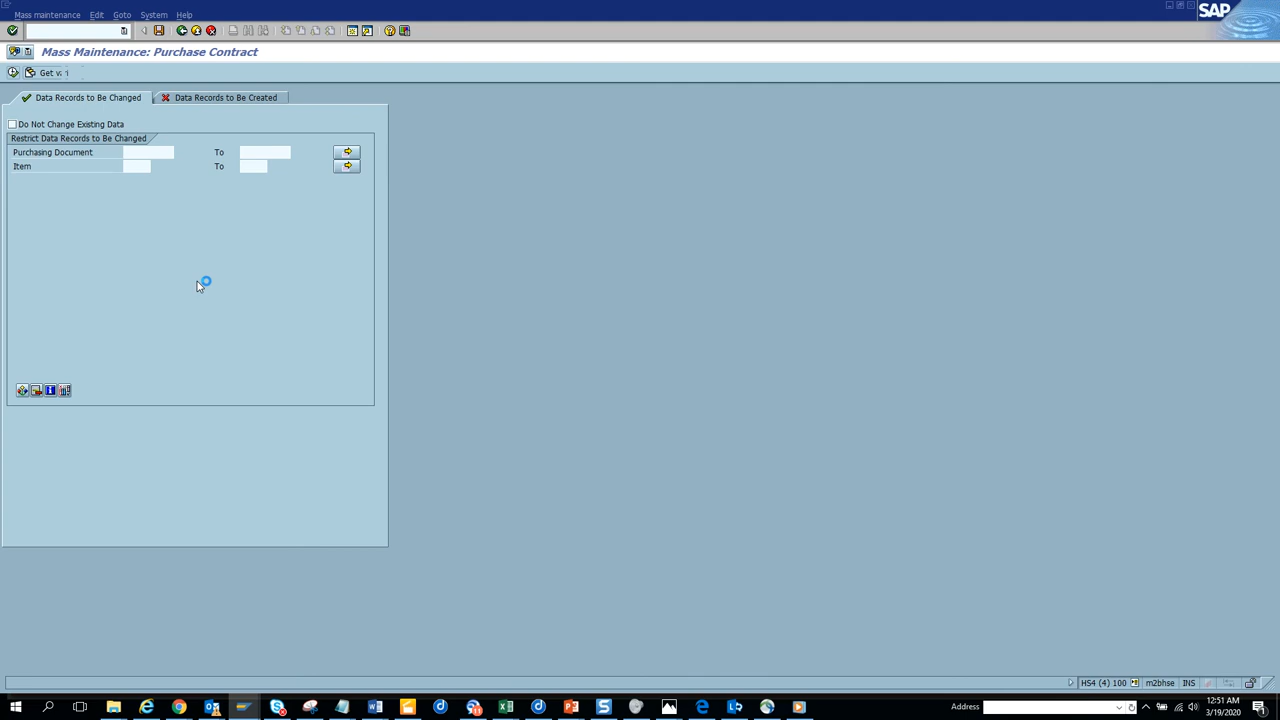 Mass maintenance Edit Goto System Help
SAP
Mass Maintenance: Purchase Contract
Get
Data Records to Be Changed Data Records to Be Created
Do Not Change Existing Data
Restrict Data Records to Be Changed
Purchasing Document To
Item To
HS4 (4) 100 m2bhse INS
Address
12:51 AM
3/19/2020